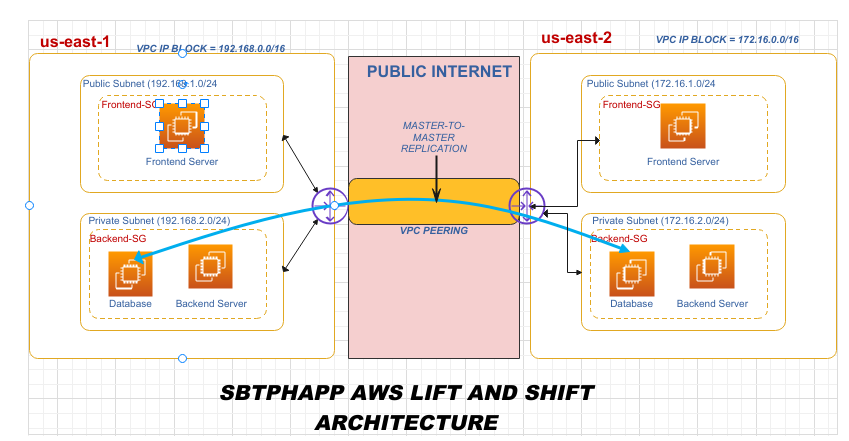 us-east-1
VPC IP BLOCK = 192.168.0.0/16
us-east-2
VPC IP BLOCK = 172.16.0.0/16
PUBLIC INTERNET
Public Subnet (192.168.1.0/24
Frontend-SG
Frontend Server
MASTER-TO-
MASTER
REPLICATION
Public Subnet (172.16.1.0/24
Frontend-SG
Frontend Server
Private Subnet (192.168.2.0/24)
Backend-SG
Database
Backend Server
VPC PEERING
Private Subnet (172.16.2.0/24)
Backend-SG
Database
Backend Server
SBTPHAPP AWS LIFT AND SHIFT
ARCHITECTURE